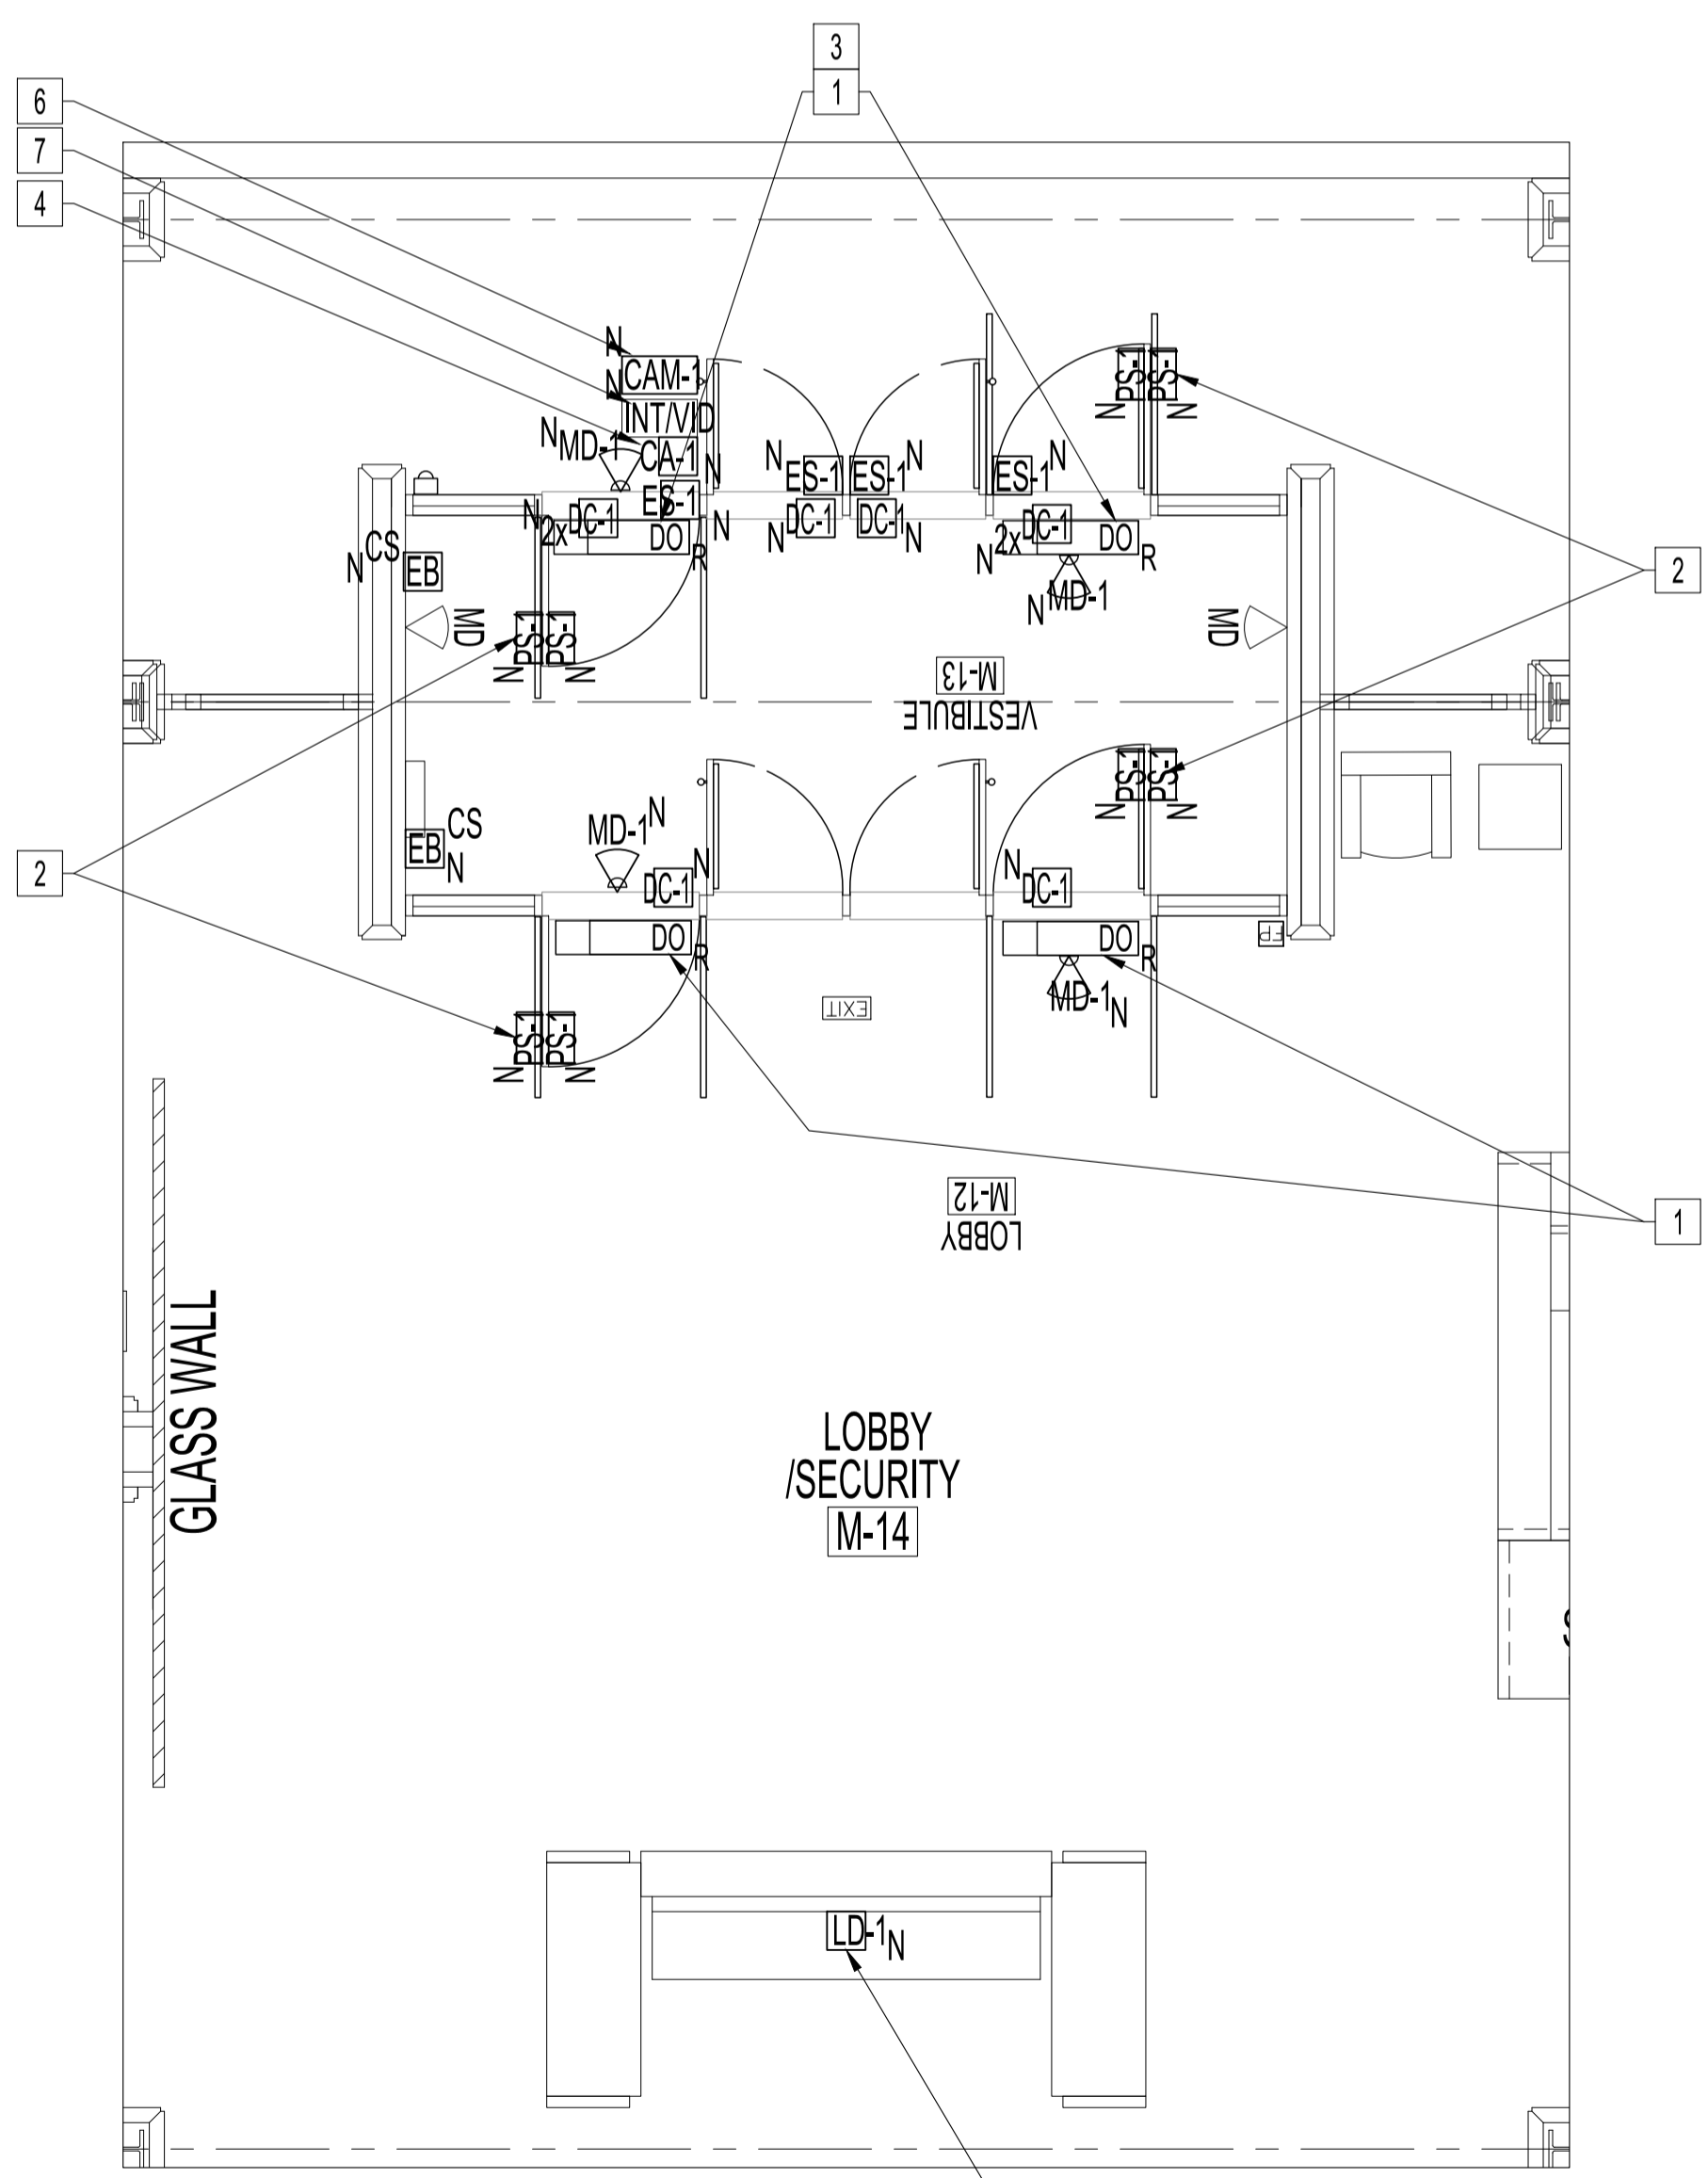 3
1
6
7
4
N
CAM-1
N
INT/VID
N
MD-1
CA-1
N
ES-1
N
ES-1
N
ES-1
N
ES-1
N
N
2x
DC-1
DO
R
N
DC-1
N
DC-1
N
N
2x
DC-1
DO
R
N
MD-1
PS-1
PS-1
N
N
2
CS
N
EB
MD
MD
PS-1
PS-1
N
N
M-13
VESTIBULE
PS-1
PS-1
N
N
MD-1
N
CS
EB
N
2
N
DC-1
N
DC-1
DO
R
DO
R
MD-1
N
EXIT
PS-1
PS-1
N
N
M-12
LOBBY
1
GLASS WALL
LOBBY
/SECURITY
M-14
LD-1
N